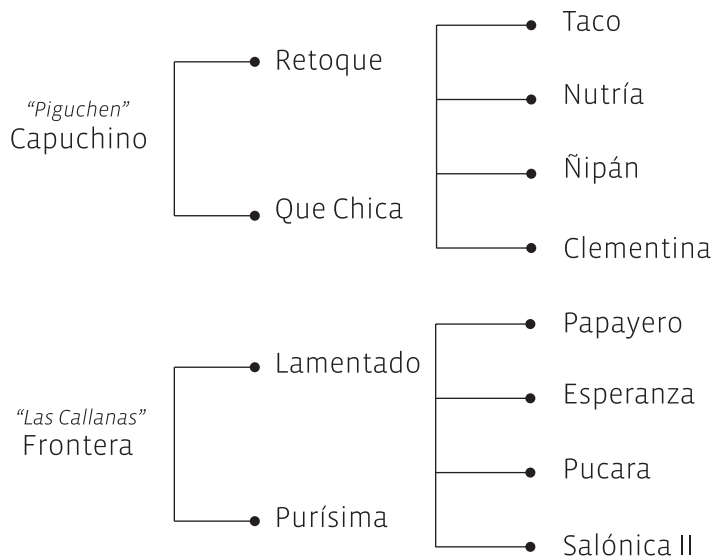 "Piguchen"
Capuchino
Retoque
Que Chica
Taco
Nutría
Ñipán
Clementina
"Las Callanas"
Frontera
Lamentado
Purísima
Papayero
Esperanza
Pucara
Salónica II